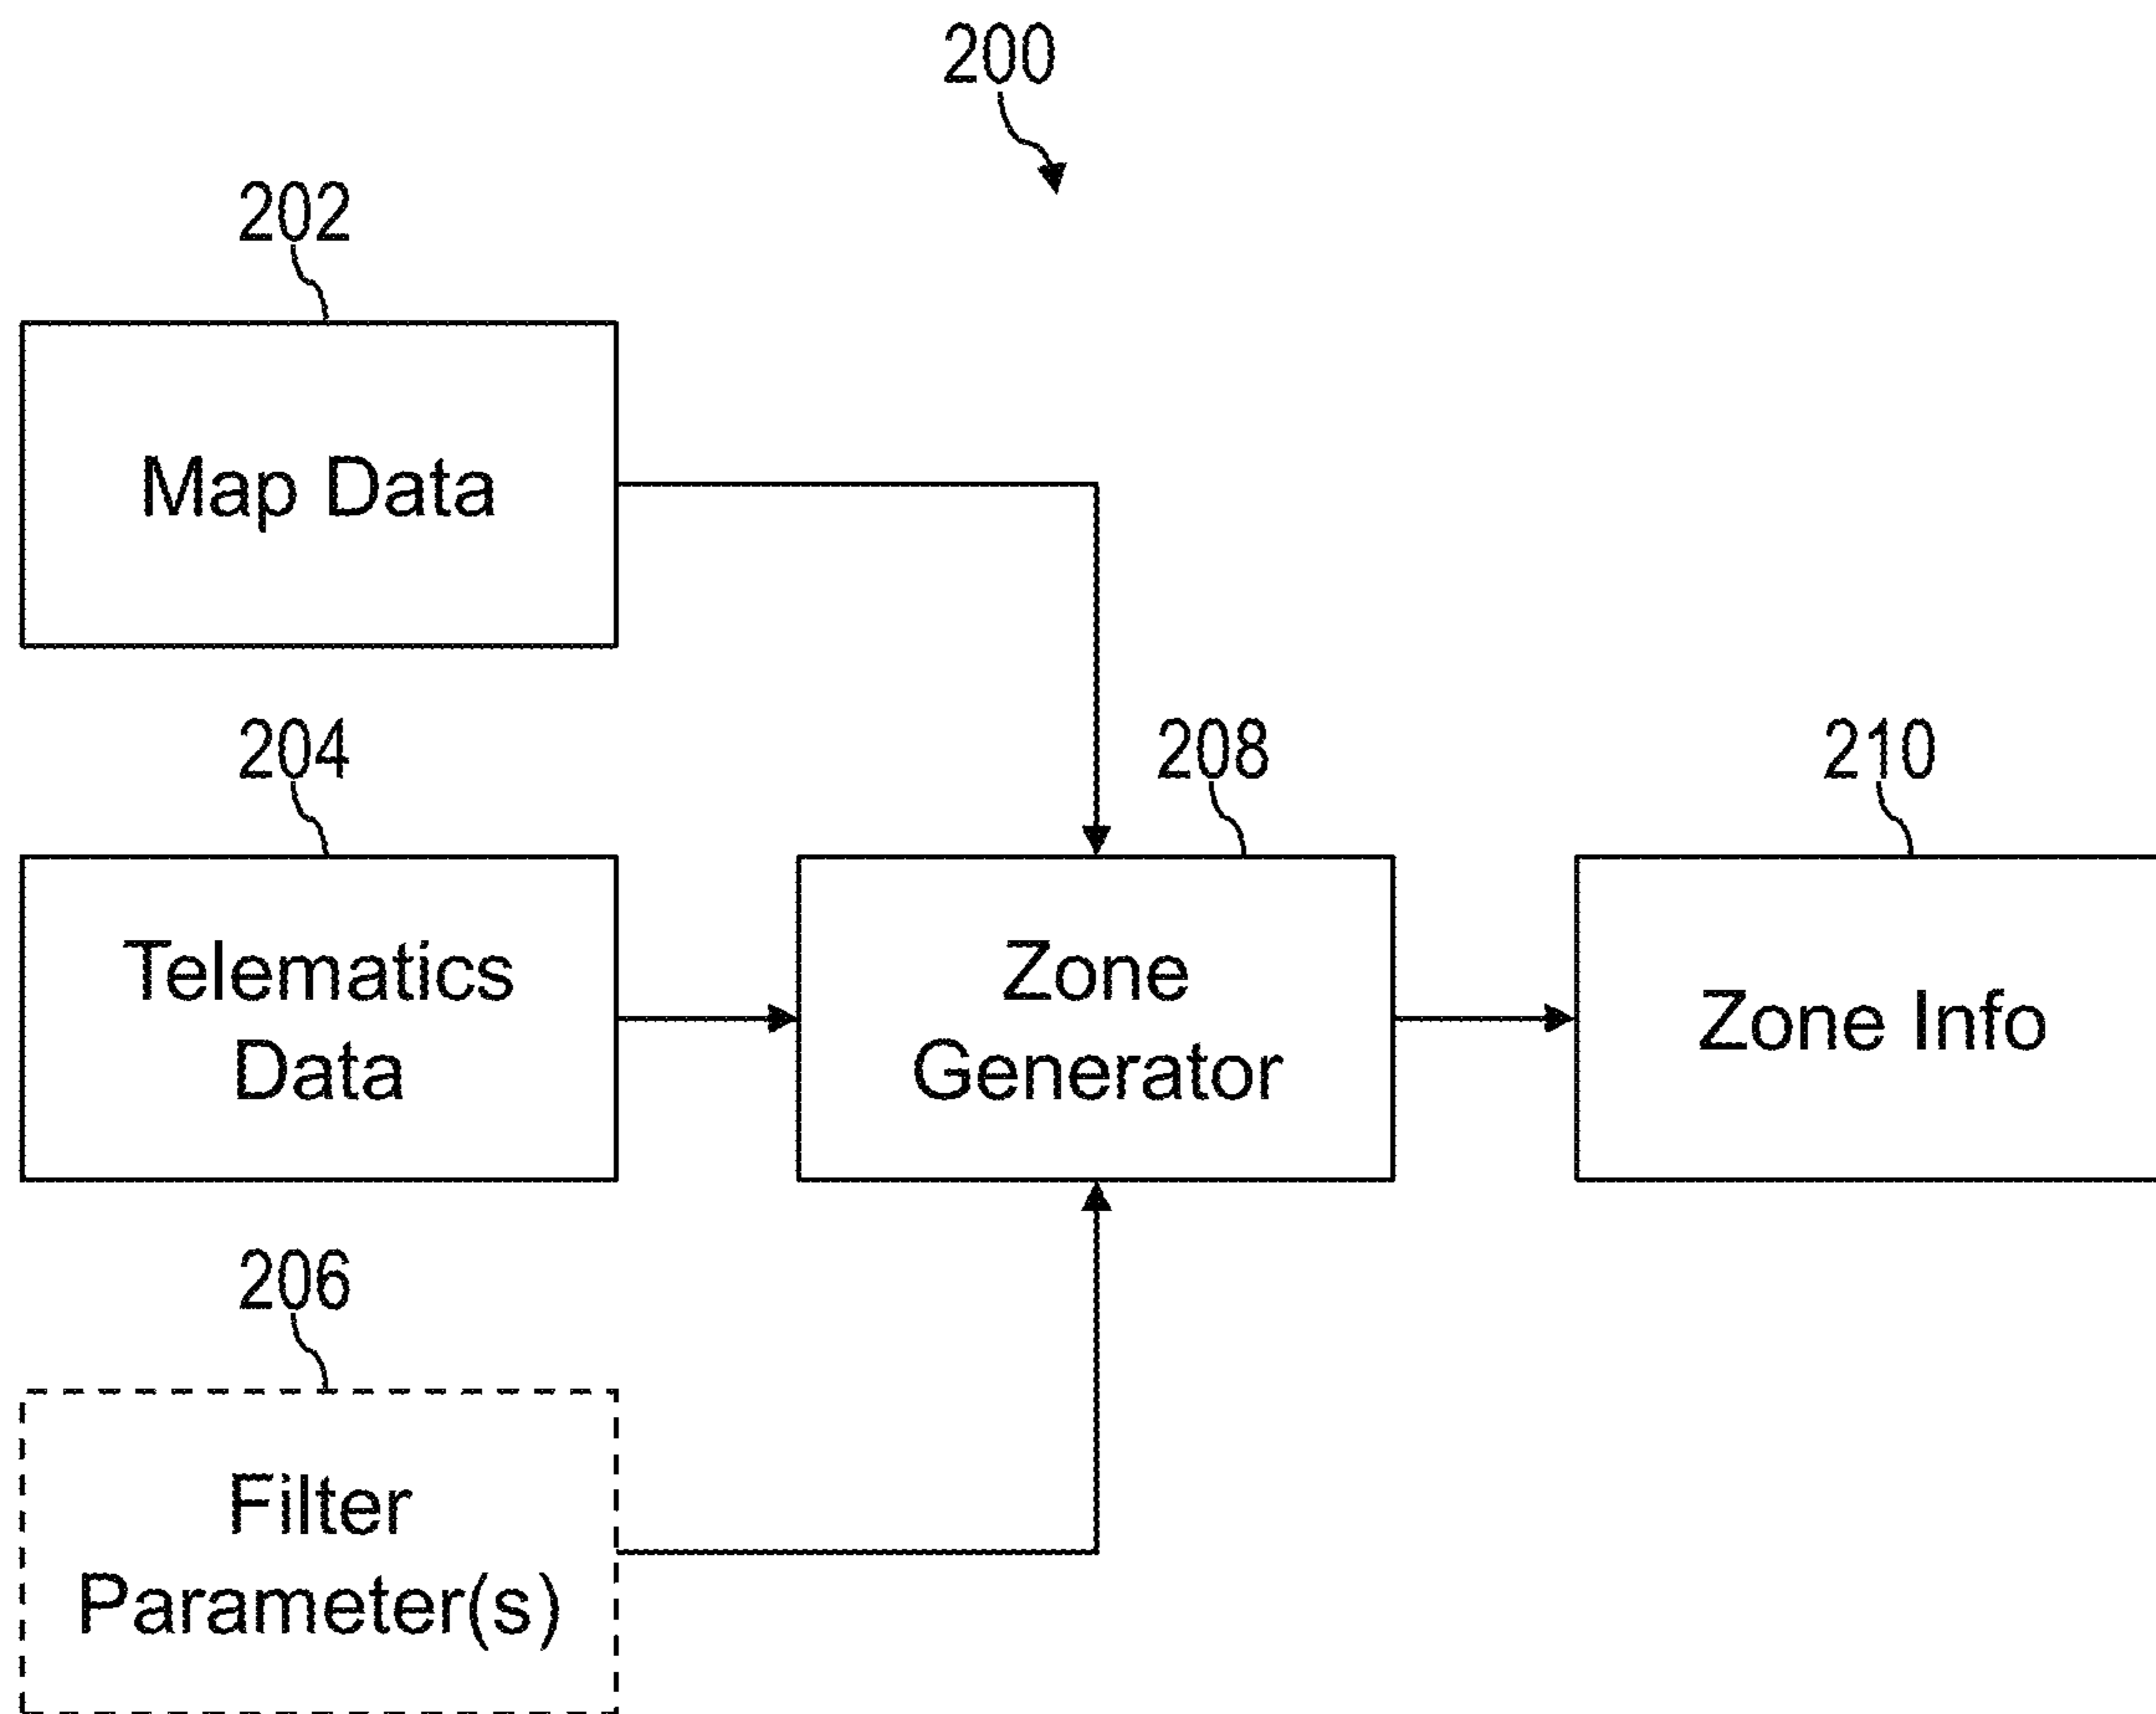 200
202
Map Data
204
208
210
Telematics
Data
Zone
Generator
Zone Info
206
Filter
Parameter(s)